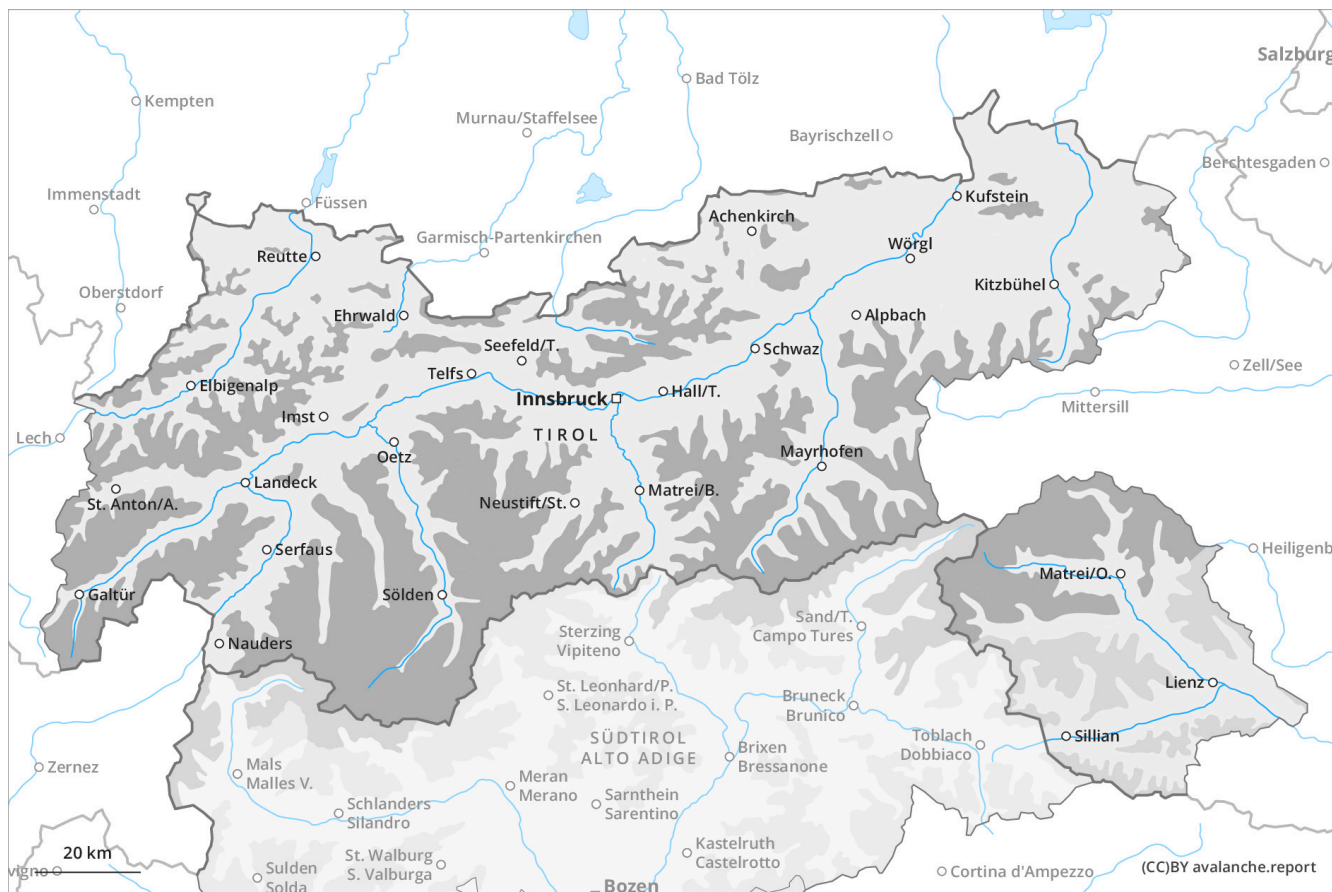 Salzburg
Bad Tölz
Kempten
Murnau/Staffelsee
Bayrischzell
Berchtesgaden
Immenstadt
Füssen
Kufstein
Achenkirch
Garmisch-Partenkirchen
Wörgl
Reutte
Kitzbühel
Oberstdorf
Ehrwald
Alpbach
Seefeld/T.
Schwaz
Zell/See
Telfs
Elbigenalp
Hall/T.
Innsbruck
Mittersill
Imst
TIROL
Lech
Oetz
Mayrhofen
Landeck
Matrei/B.
St. Anton/A.
Neustift/St.
Serfaus
Heiligenb
Matrei/O.
Galtür
Sölden
Sand/T.
Campo Tures
Sterzing
Vipiteno
Nauders
Lienz
St. Leonhard/P.
S. Leonardo i. P.
Bruneck
Brunico
SÜDTIROL
ALTO ADIGE
Toblach
Dobbiaco
Sillian
Brixen
Bressanone
Zernez
Mals
Malles V.
Meran
Merano
Schlanders
Silandro
Sarnthein
Sarentino
Kastelruth
Castelrotto
20 km
St. Walburg
S. Valburga
vigno
Sulden
Solda
Cortina d'Ampezzo
(CC)BY avalanche.report
Bozen